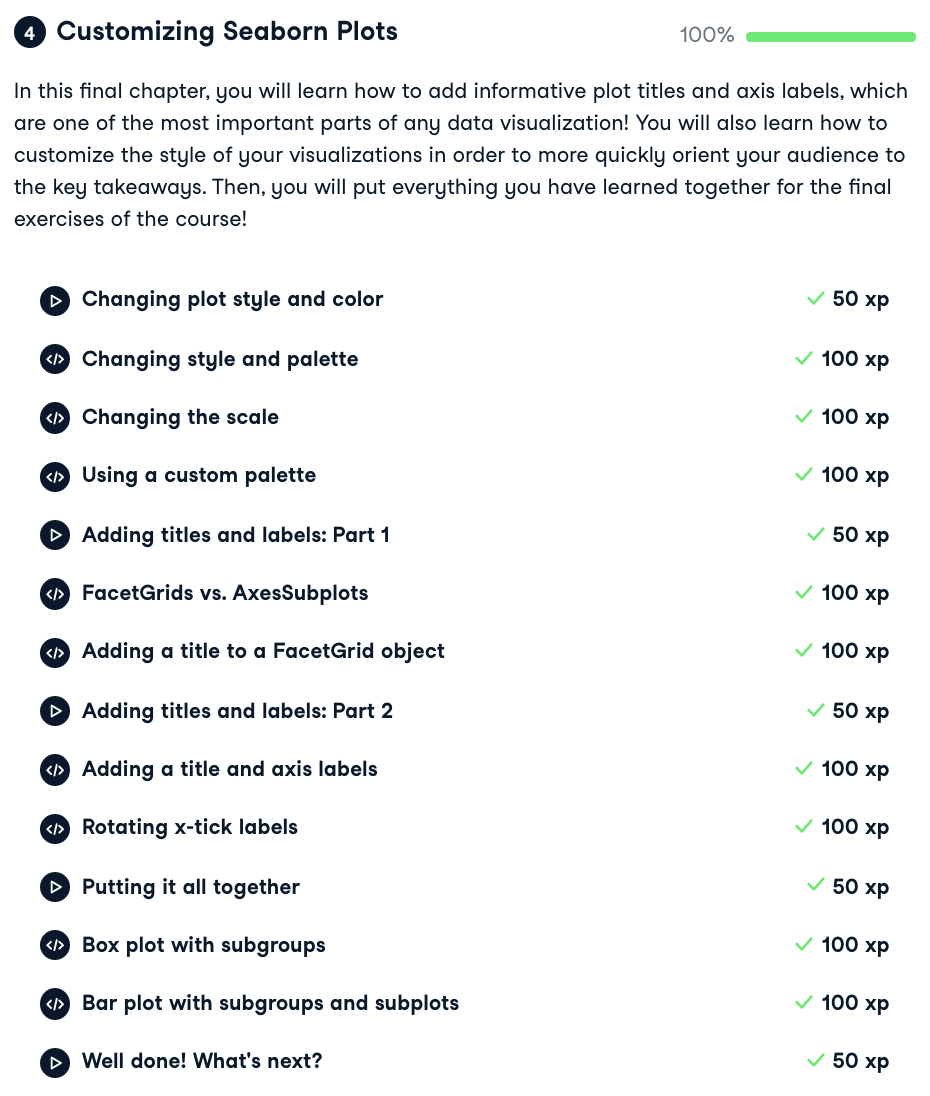 4 Customizing Seaborn Plots 100%
In this final chapter, you will learn how to add informative plot titles and axis labels, which
are one of the most important parts of any data visualization! You will also learn how to
customize the style of your visualizations in order to more quickly orient your audience to
the key takeaways. Then, you will put everything you have learned together for the final
exercises of the course!
Changing plot style and color 50 xp
Changing style and palette 100 xp
Changing the scale 100 xp
Using a custom palette 100 xp
Adding titles and labels: Part 1 50 xp
FacetGrids vs. AxesSubplots 100 xp
Adding a title to a FacetGrid object 100 xp
Adding titles and labels: Part 2 50 xp
Adding a title and axis labels 100 xp
Rotating x-tick labels 100 xp
Putting it all together 50 xp
Box plot with subgroups 100 xp
Bar plot with subgroups and subplots 100 xp
Well done! What's next? 50 xp